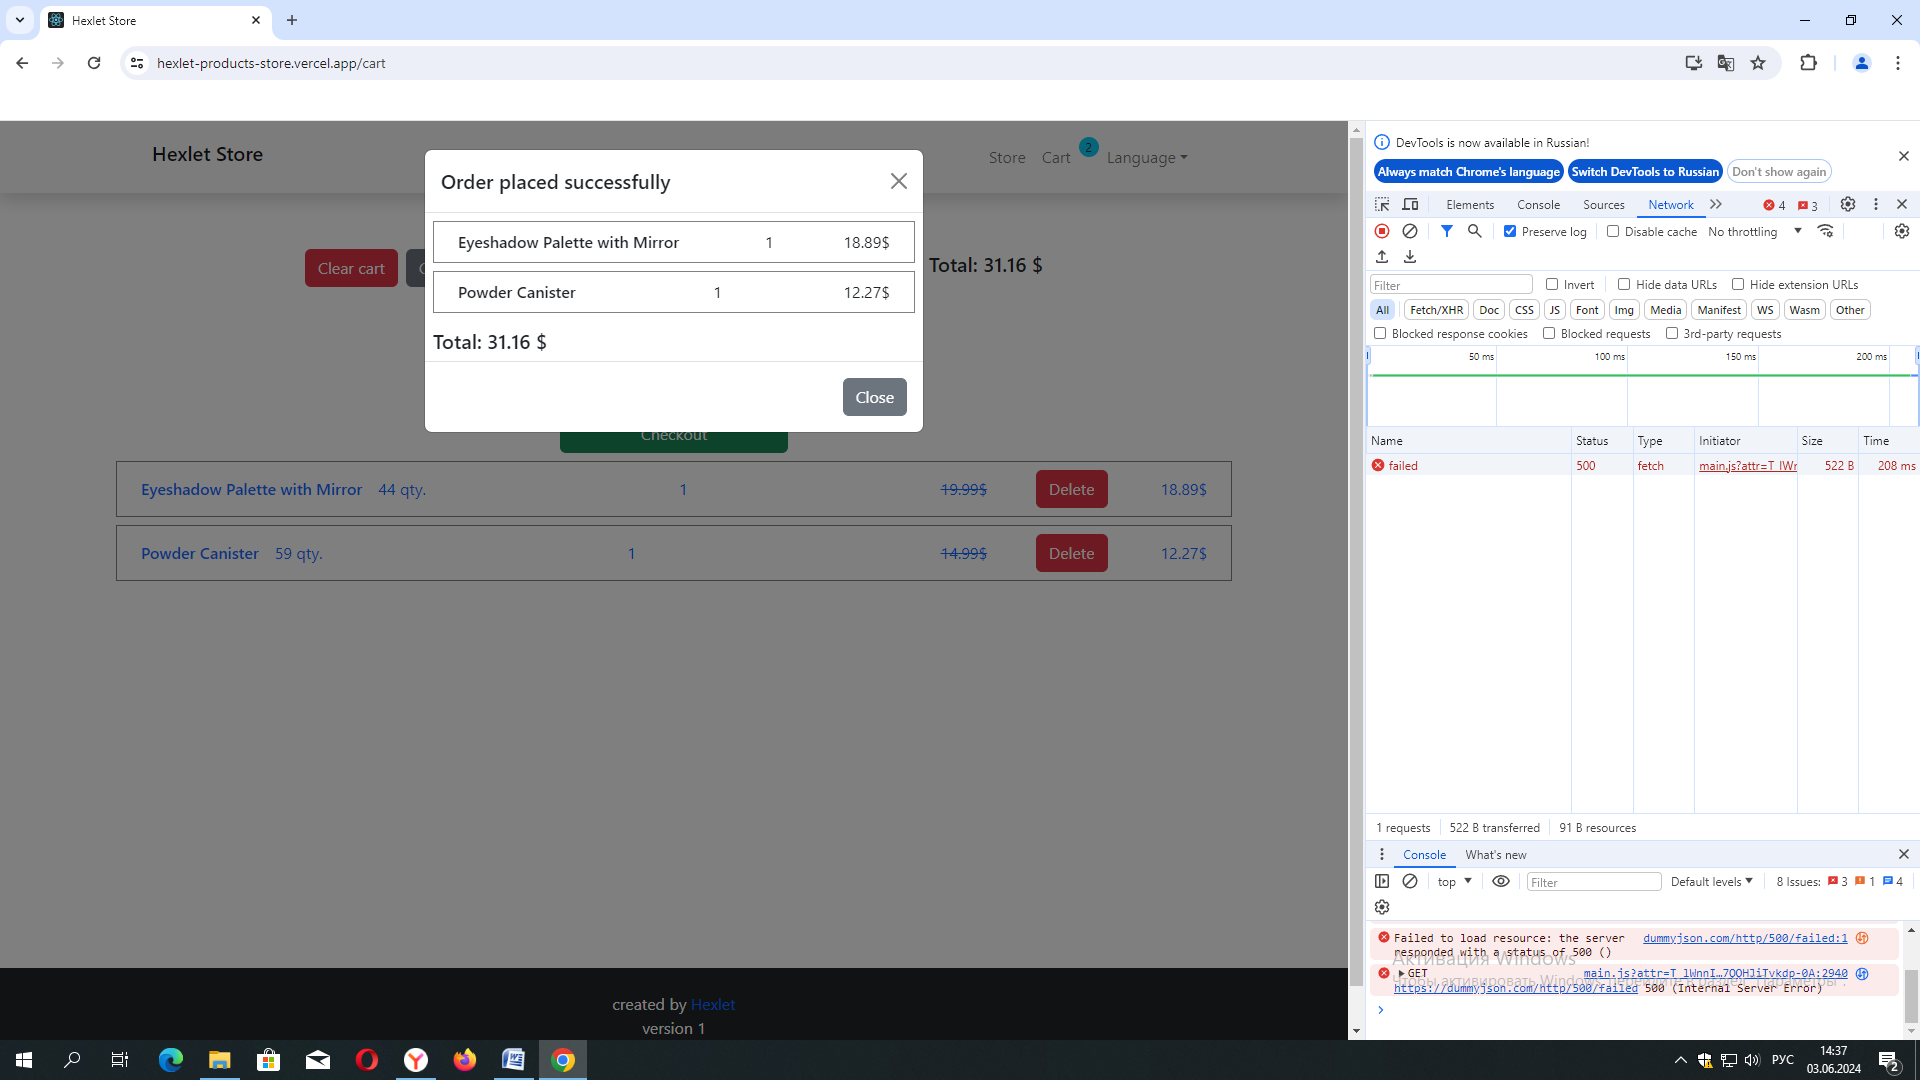 Hexlet Store
hexlet-products-store.vercel.app/cart
Hexlet Store
Store Cart 2 Language
Order placed successfully
Eyeshadow Palette with Mirror 1 18.89$
Powder Canister 1 12.27$
Total: 31.16 $
Close
Clear cart
Total: 31.16 $
Checkout
Eyeshadow Palette with Mirror 44 qty. 1 19.99$ Delete 18.89$
Powder Canister 59 qty. 1 14.99$ Delete 12.27$
created by Hexlet
version 1
DevTools is now available in Russian!
Always match Chrome's language Switch DevTools to Russian Don't show again
Elements Console Sources Network 4 3
Preserve log Disable cache No throttling
Filter Invert Hide data URLs Hide extension URLs
All Fetch/XHR Doc CSS JS Font Img Media Manifest WS Wasm Other
Blocked response cookies Blocked requests 3rd-party requests
50 ms 100 ms 150 ms 200 ms
Name Status Type Initiator Size Time
failed 500 fetch main.js?attr=T_lWr 522 B 208 ms
1 requests 522 B transferred 91 B resources
Console What's new
top Filter Default levels 8 Issues: 3 1 4
Failed to load resource: the server dummyjson.com/http/500/failed:1
responded with a status of 500 ()
Активация Windows
GET main.js?attr=T_lWnnI…7QQHJiTvkdp-0A:2940
https://dummyjson.com/http/500/failed 500 (Internal Server Error)
Чтобы активировать Windows, перейдите в раздел "Параметры".
РУС 14:37
03.06.2024
2